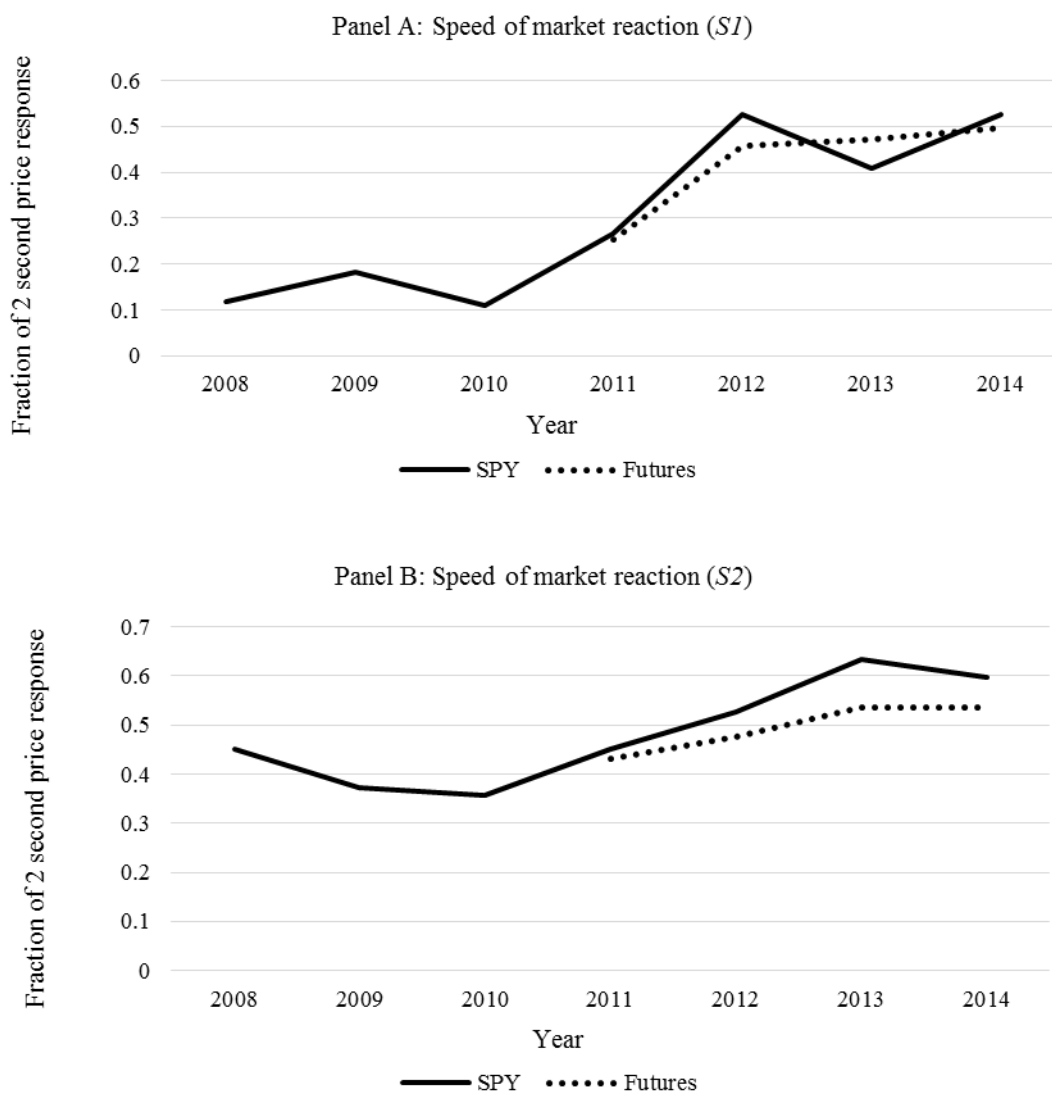 Panel A: Speed of market reaction (S1)
Fraction of 2 second price response
0.6
0.5
0.4
0.3
0.2
0.1
0
2008 2009 2010 2011 2012 2013 2014
Year
SPY Futures
Panel B: Speed of market reaction (S2)
Fraction of 2 second price response
0.7
0.6
0.5
0.4
0.3
0.2
0.1
0
2008 2009 2010 2011 2012 2013 2014
Year
SPY Futures